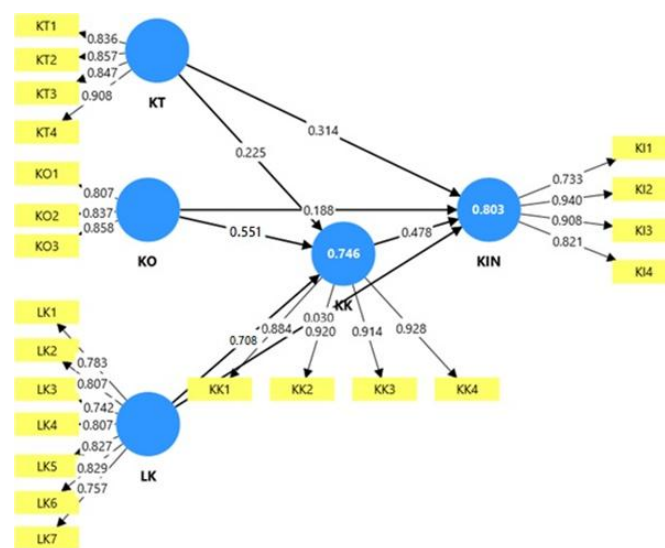 KT1
KT2
KT3
KT4
0.836
0.857
0.847
0.908
KT
0.314
0.225
KO1
KO2
KO3
0.807
0.837
0.858
KO
0.188
0.551
0.803
KIN
0.478
0.746
KK
KI1
KI2
KI3
KI4
0.733
0.940
0.908
0.821
0.030
0.708
0.884
0.920
0.914
0.928
KK1
KK2
KK3
KK4
LK1
LK2
LK3
LK4
LK5
LK6
LK7
0.783
0.807
0.742
0.807
0.827
0.829
0.757
LK